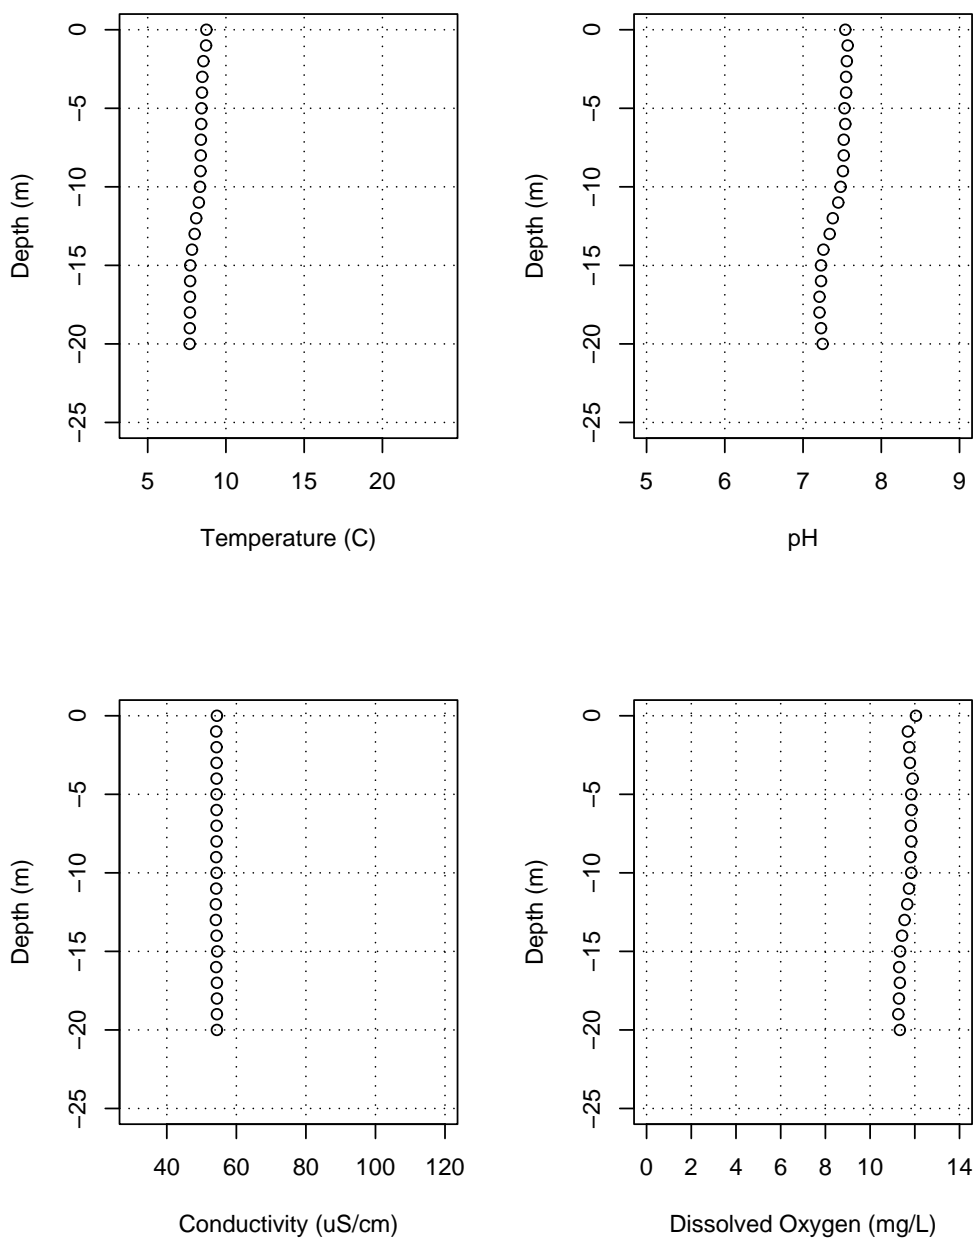 0
−5
−10
−15
−20
−25
Depth (m)
5 10 15 20
Temperature (C)
0
−5
−10
−15
−20
−25
Depth (m)
5 6 7 8 9
pH
0
−5
−10
−15
−20
−25
Depth (m)
40 60 80 100 120
Conductivity (uS/cm)
0
−5
−10
−15
−20
−25
Depth (m)
0 2 4 6 8 10 14
Dissolved Oxygen (mg/L)